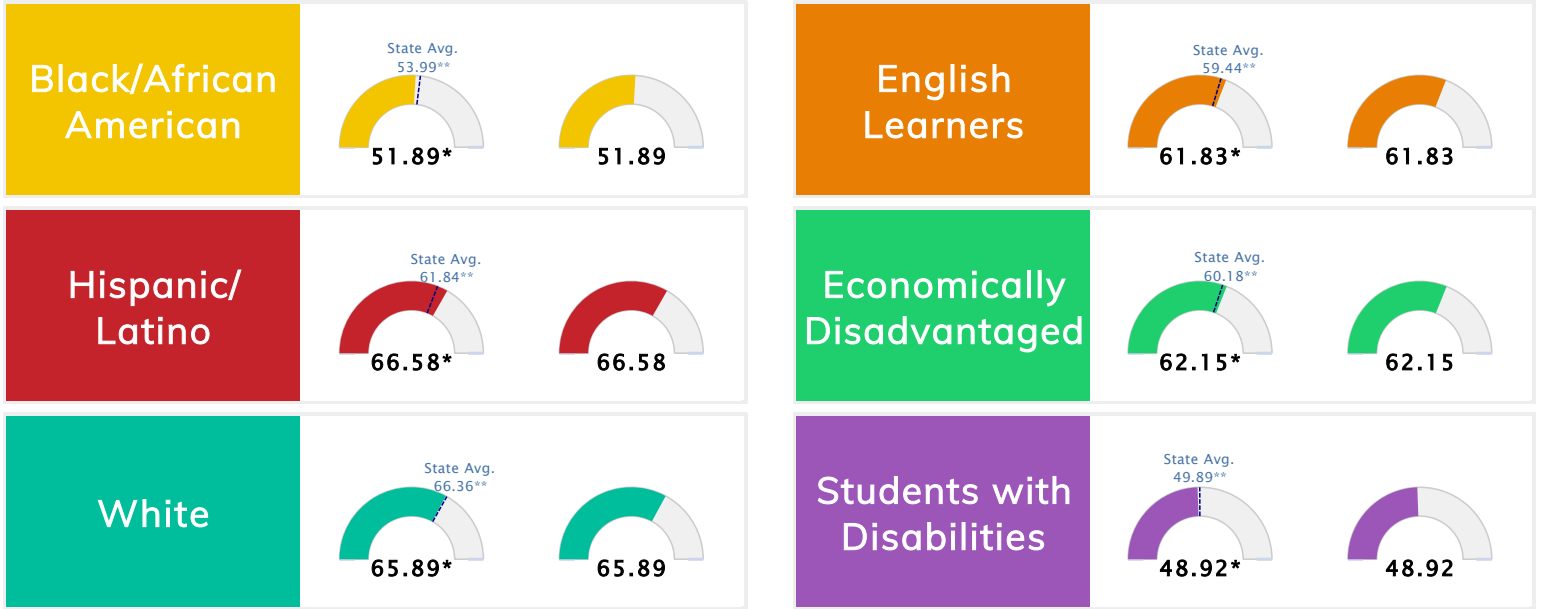 Black/African
American
State Avg.
53.99**
51.89*
51.89
English
Learners
State Avg.
59.44**
61.83*
61.83
Hispanic/
Latino
State Avg.
61.84**
66.58*
66.58
Economically
Disadvantaged
State Avg.
60.18**
62.15*
62.15
White
State Avg.
66.36**
65.89*
65.89
Students with
Disabilities
State Avg.
49.89**
48.92*
48.92